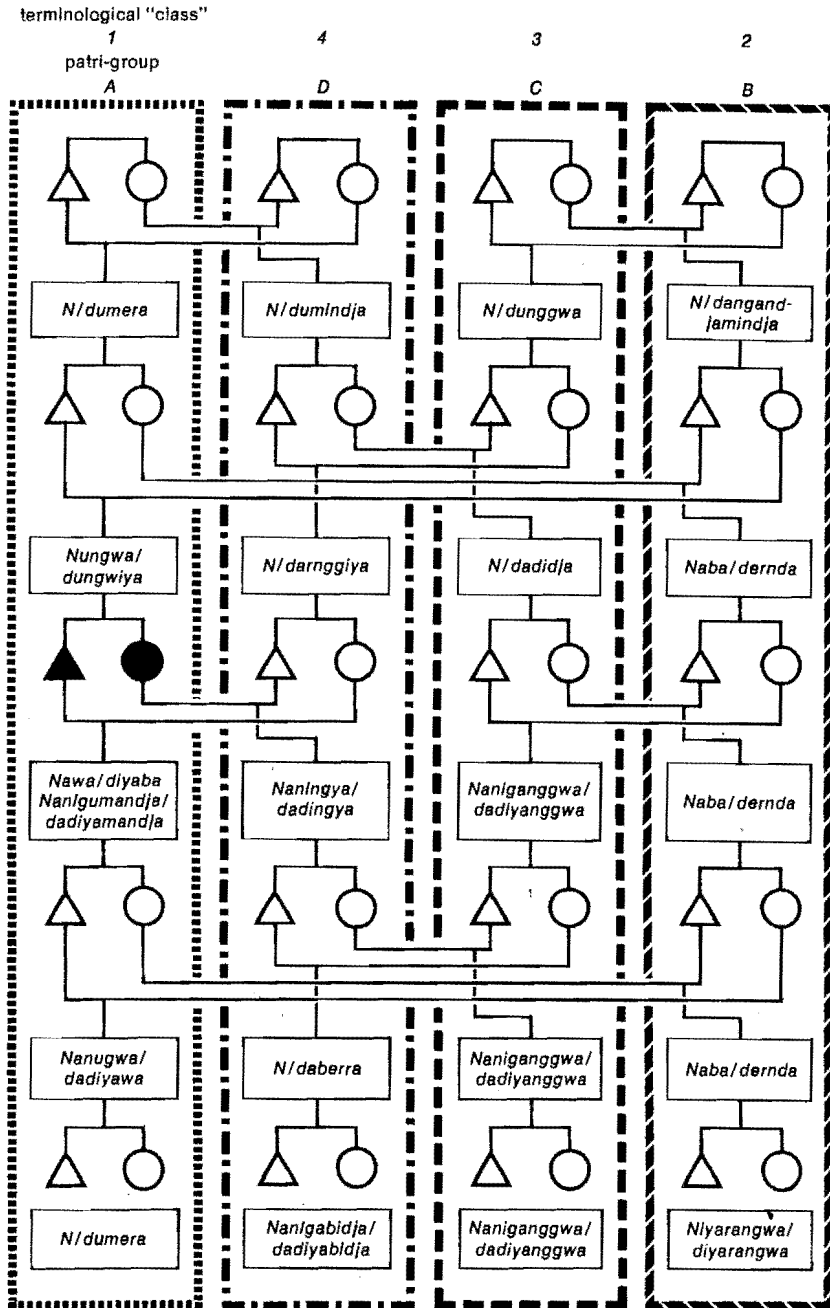 terminological "class"
1 4 3 2
patri-group
A D C B
N/dumera
N/dumindja
N/dunggwa
N/dangand-
jamindja
Nungwa/
dungwiya
N/darnggiya
N/dadidja
Naba/dernda
Nawa/diyaba
Nanigumandja/
dadiyamandja
Naningya/
dadingya
Naniganggwa/
dadiyanggwa
Naba/dernda
Nanugwa/
dadiyawa
N/daberra
Naniganggwa/
dadiyanggwa
Naba/dernda
N/dumera
Nanigabidja/
dadiyabidja
Naniganggwa/
dadiyanggwa
Niyarangwa/
diyarangwa